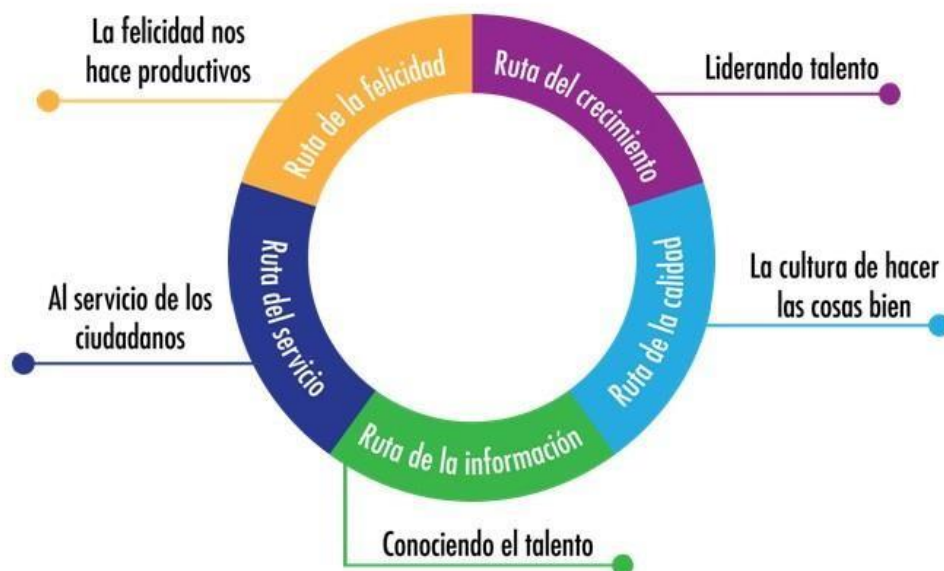 La felicidad nos
hace productivos
Ruta de la felicidad
Ruta del crecimiento
Liderando talento
La cultura de hacer
las cosas bien
Ruta de la calidad
Al servicio de los
ciudadanos
Ruta del servicio
Ruta de la información
Conociendo el talento